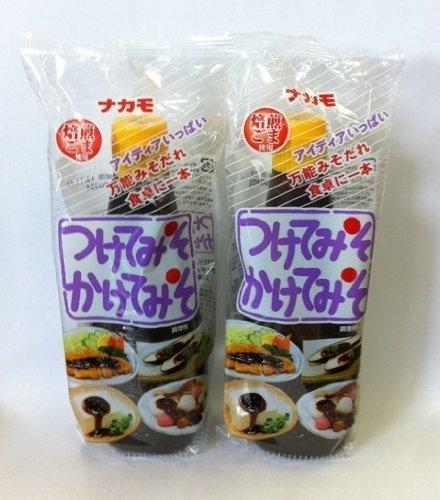 ナカモ
焙煎
ごま
使用
アイディアいっぱい
万能みそだれ
食卓に一本
つけてみそ
かけてみそ
ナカモ
焙煎
ごま
使用
アイディアいっぱい
万能みそだれ
食卓に一本
つけてみそ
かけてみそ
調理例